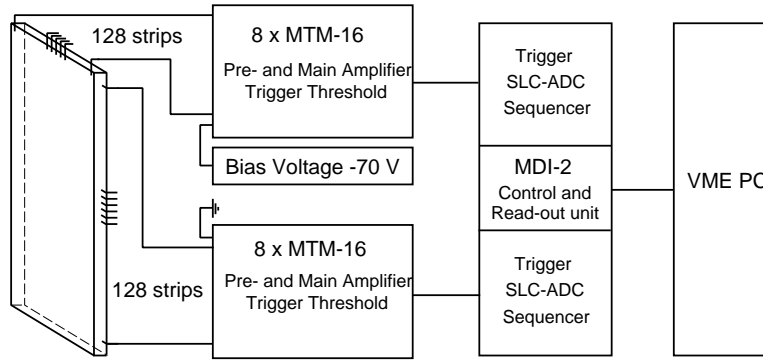 128 strips
8 x MTM-16
Pre- and Main Amplifier
Trigger Threshold
Bias Voltage -70 V
8 x MTM-16
Pre- and Main Amplifier
Trigger Threshold
128 strips
Trigger
SLC-ADC
Sequencer
MDI-2
Control and
Read-out unit
Trigger
SLC-ADC
Sequencer
VME PC